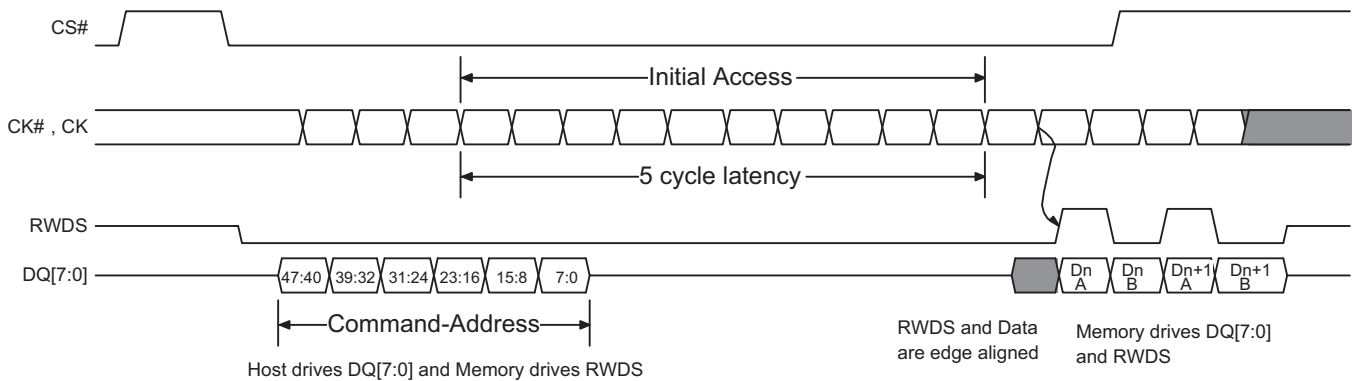 CS#
Initial Access
CK# , CK
5 cycle latency
RWDS
DQ[7:0]
47:40 39:32 31:24 23:16 15:8 7:0
Dn A
Dn B
Dn+1 A
Dn+1 B
Command-Address
Host drives DQ[7:0] and Memory drives RWDS
RWDS and Data
are edge aligned
Memory drives DQ[7:0]
and RWDS